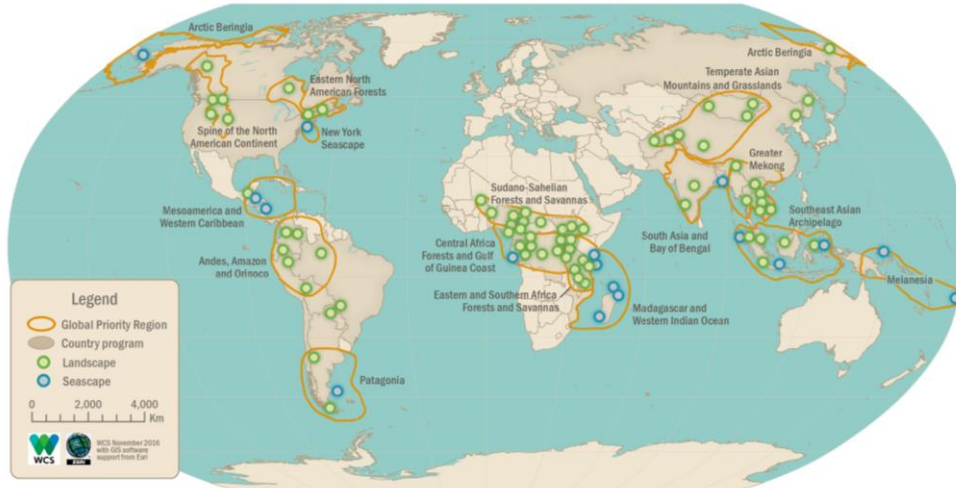 Arctic Beringia
Eastern North
American Forests
Spine of the North
American Continent
New York
Seascape
Mesoamerica and
Western Caribbean
Andes, Amazon
and Orinoco
Patagonia
Sudano-Sahelian
Forests and Savannas
Central Africa
Forests and Gulf
of Guinea Coast
Eastern and Southern Africa
Forests and Savannas
Madagascar and
Western Indian Ocean
Arctic Beringia
Temperate Asian
Mountains and Grasslands
Greater
Mekong
South Asia and
Bay of Bengal
Southeast Asian
Archipelago
Melanesia
Legend
Global Priority Region
Country program
Landscape
Seascape
0 2,000 4,000
Km
WCS
esri
WCS November 2016
with GIS software
support from Esri